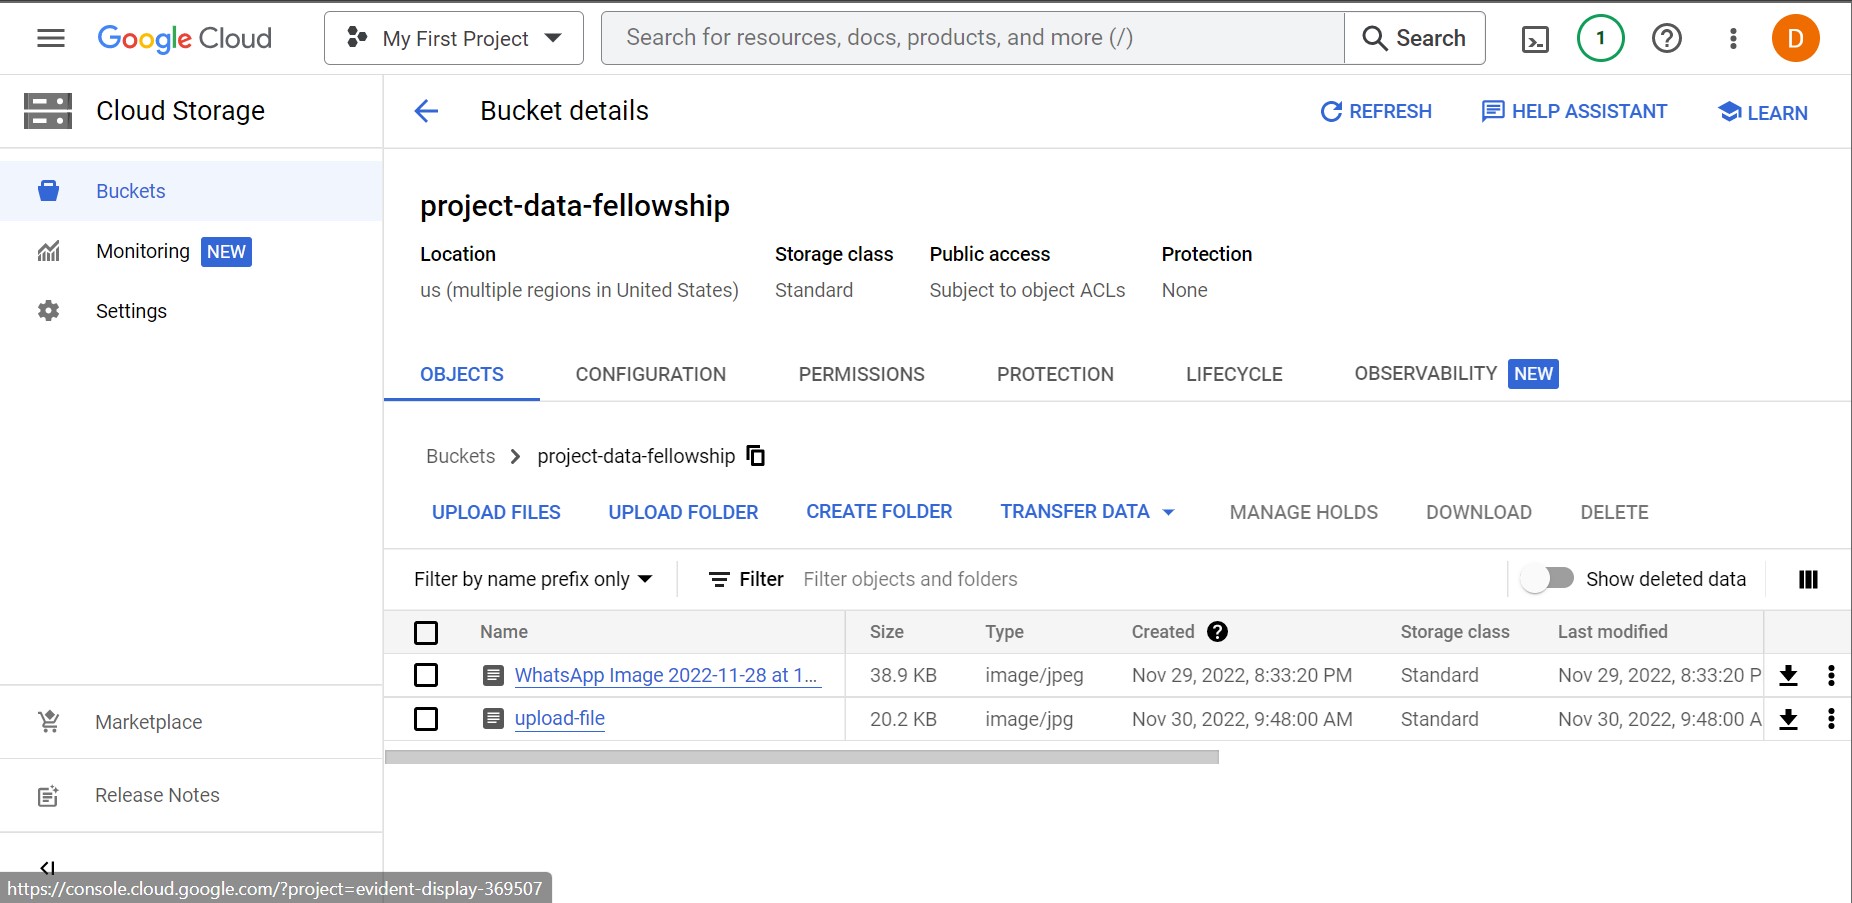 Google Cloud My First Project Search for resources, docs, products, and more (/) Search 1 D
Cloud Storage
Bucket details REFRESH HELP ASSISTANT LEARN
Buckets
Monitoring NEW
Settings
Marketplace
Release Notes
project-data-fellowship
Location Storage class Public access Protection
us (multiple regions in United States) Standard Subject to object ACLs None
OBJECTS CONFIGURATION PERMISSIONS PROTECTION LIFECYCLE OBSERVABILITY NEW
Buckets project-data-fellowship
UPLOAD FILES UPLOAD FOLDER CREATE FOLDER TRANSFER DATA MANAGE HOLDS DOWNLOAD DELETE
Filter by name prefix only Filter Filter objects and folders Show deleted data
Name Size Type Created Storage class Last modified
WhatsApp Image 2022-11-28 at 1... 38.9 KB image/jpeg Nov 29, 2022, 8:33:20 PM Standard Nov 29, 2022, 8:33:20 P
upload-file 20.2 KB image/jpg Nov 30, 2022, 9:48:00 AM Standard Nov 30, 2022, 9:48:00 A
https://console.cloud.google.com/?project=evident-display-369507